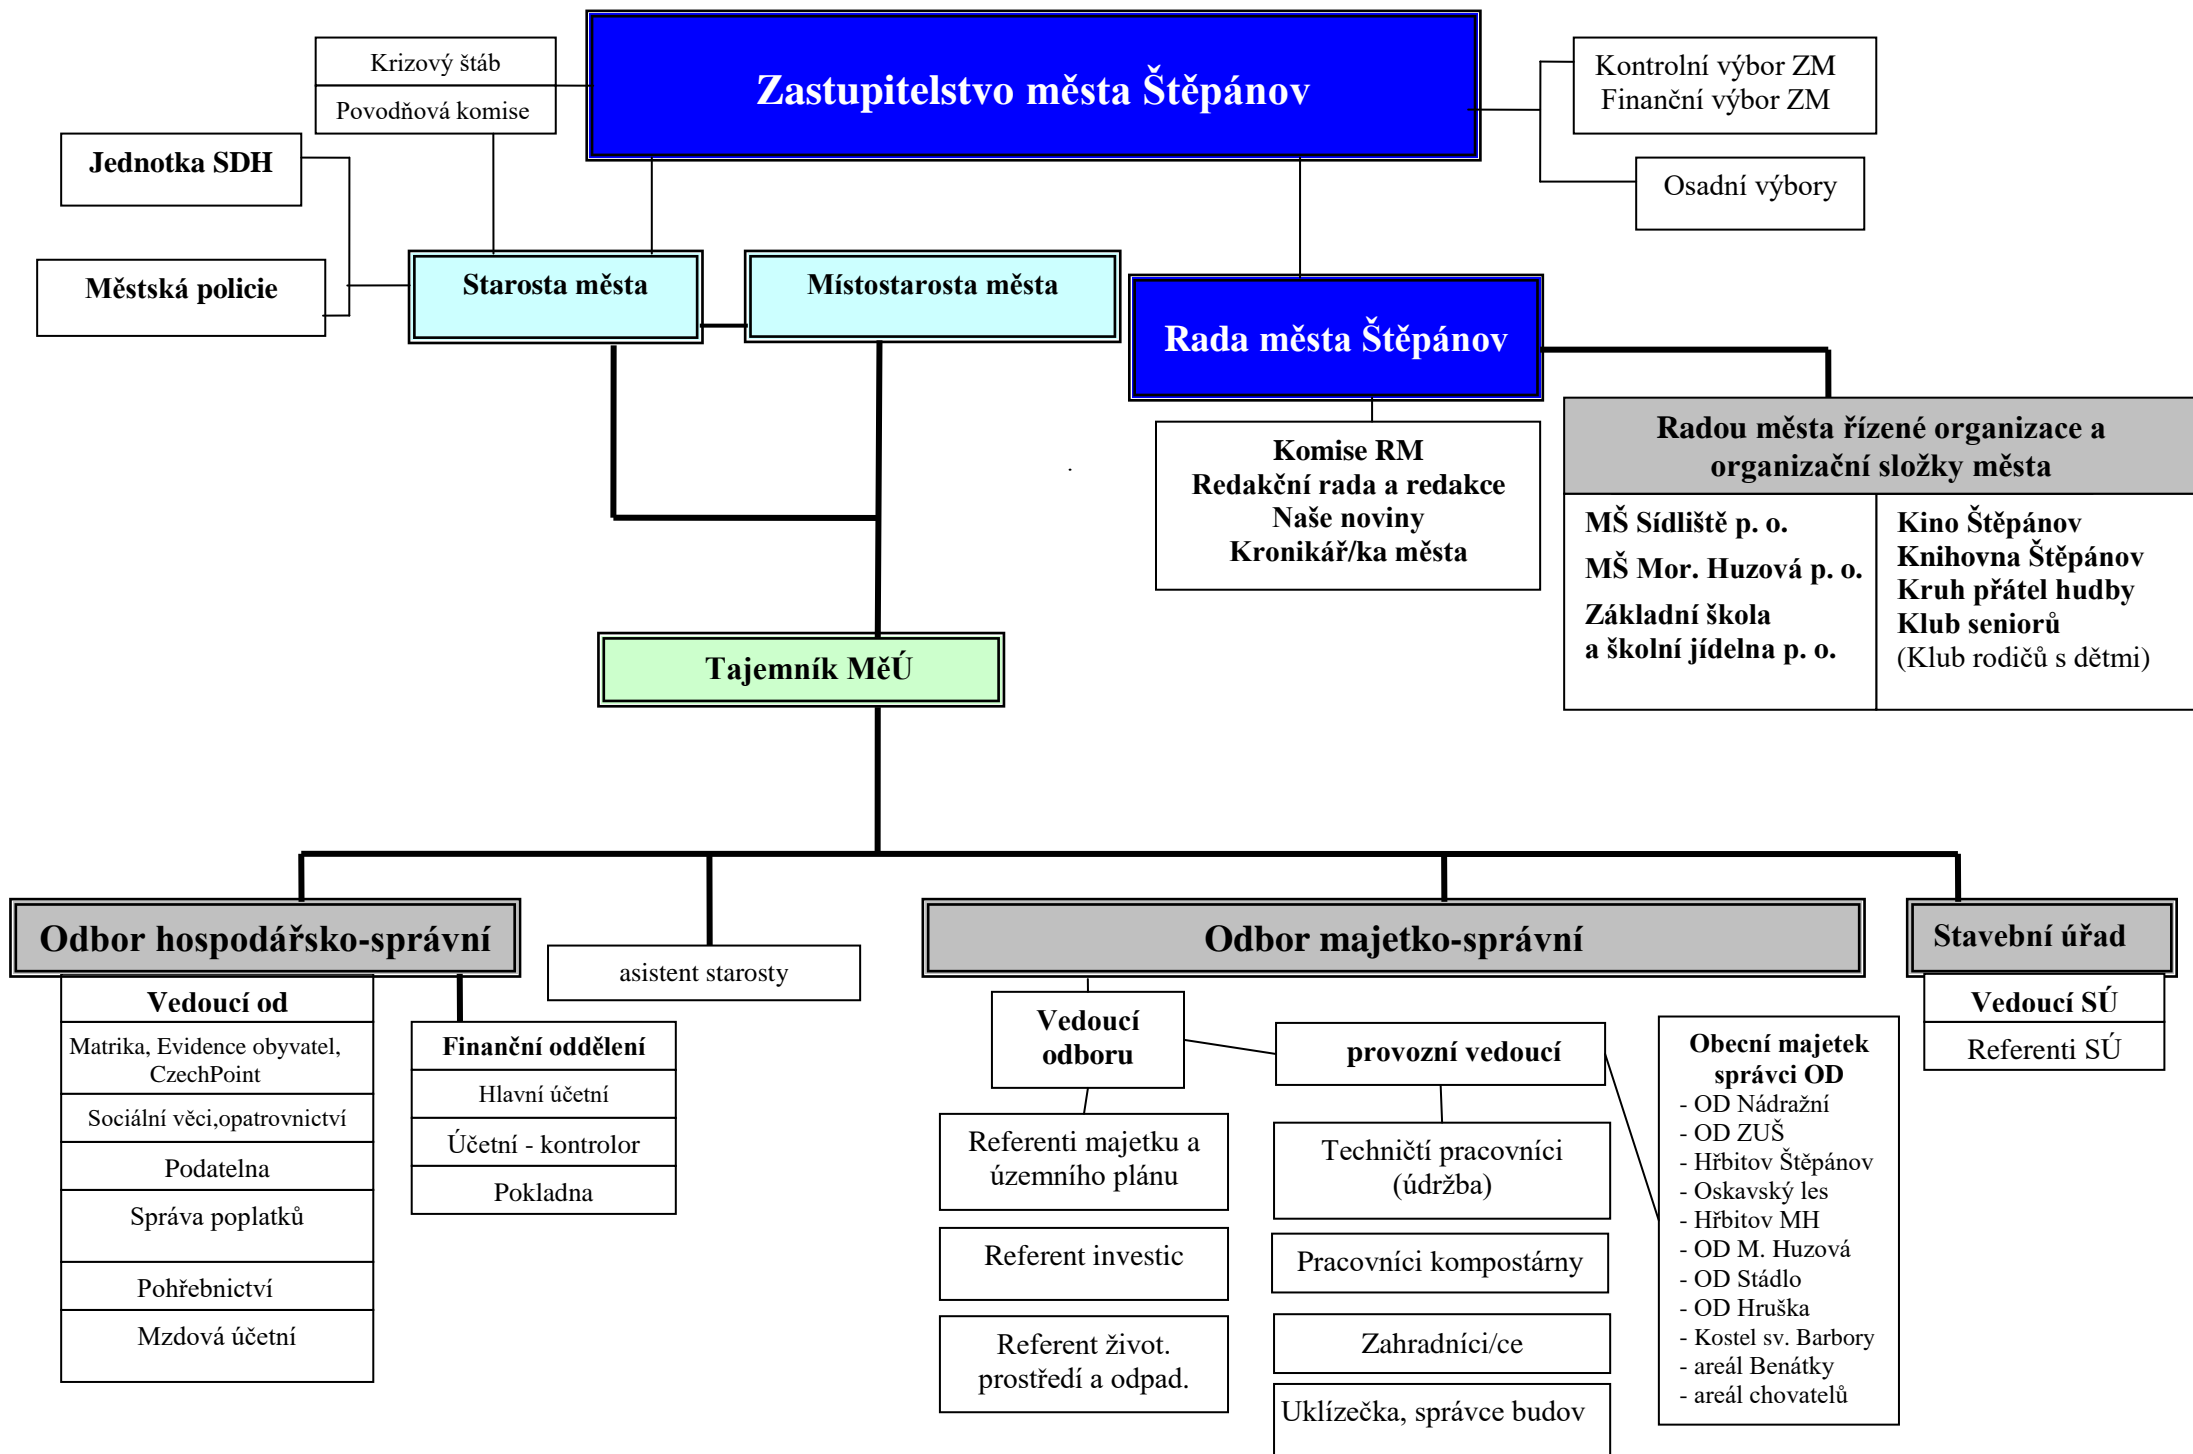 Krizový štáb
Povodňová komise
Zastupitelstvo města Štěpánov
Kontrolní výbor ZM
Finanční výbor ZM
Osadní výbory
Jednotka SDH
Městská policie
Starosta města
Místostarosta města
Rada města Štěpánov
Komise RM
Redakční rada a redakce
Naše noviny
Kronikář/ka města
Radou města řízené organizace a
organizační složky města
MŠ Sídliště p. o.
MŠ Mor. Huzová p. o.
Základní škola
a školní jídelna p. o.
Kino Štěpánov
Knihovna Štěpánov
Kruh přátel hudby
Klub seniorů
(Klub rodičů s dětmi)
Tajemník MěÚ
Odbor hospodářsko-správní
Vedoucí od
Matrika, Evidence obyvatel,
CzechPoint
Sociální věci,opatrovnictví
Podatelna
Správa poplatků
Pohřebnictví
Mzdová účetní
Finanční oddělení
Hlavní účetní
Účetní - kontrolor
Pokladna
asistent starosty
Odbor majetko-správní
Vedoucí
odboru
Referenti majetku a
územního plánu
Referent investic
Referent život.
prostředí a odpad.
provozní vedoucí
Techničtí pracovníci
(údržba)
Pracovníci kompostárny
Zahradníci/ce
Uklízečka, správce budov
Obecní majetek
správci OD
- OD Nádražní
- OD ZUŠ
- Hřbitov Štěpánov
- Oskavský les
- Hřbitov MH
- OD M. Huzová
- OD Stádlo
- OD Hruška
- Kostel sv. Barbory
- areál Benátky
- areál chovatelů
Stavební úřad
Vedoucí SÚ
Referenti SÚ